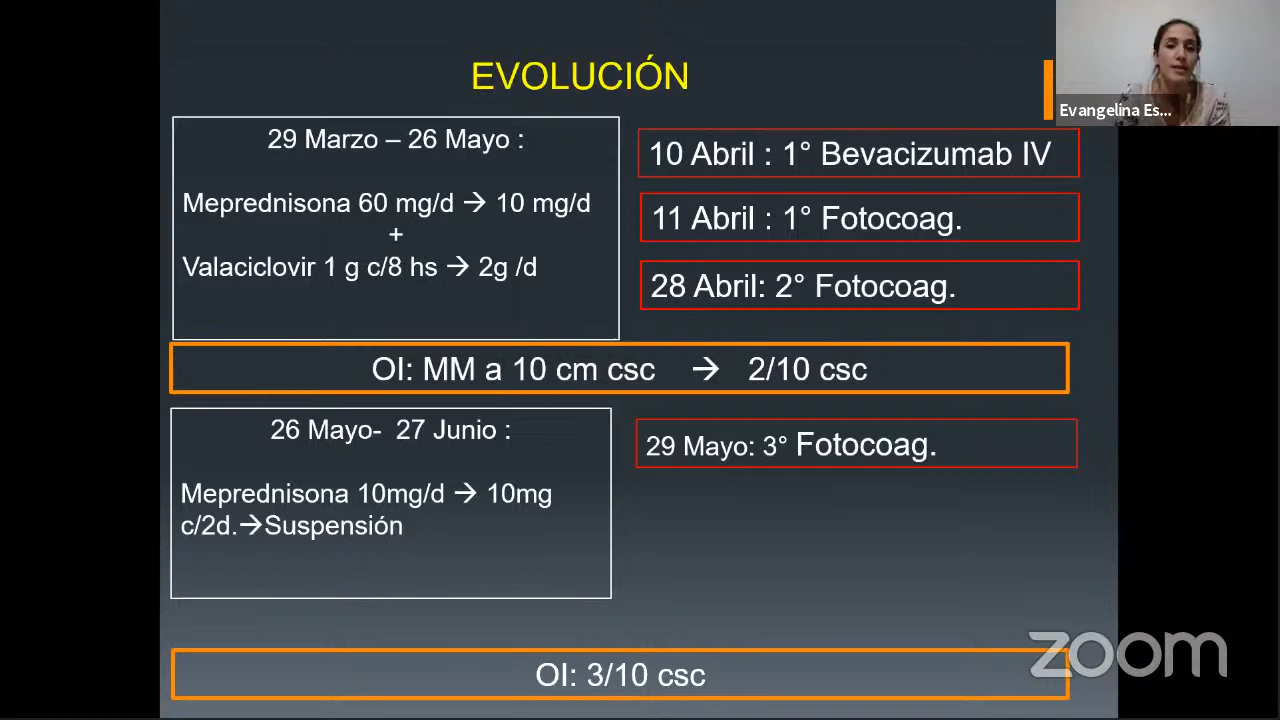 EVOLUCIÓN
Evangelina Es...
29 Marzo – 26 Mayo :
Meprednisona 60 mg/d → 10 mg/d
+
Valaciclovir 1 g c/8 hs → 2g /d
10 Abril : 1° Bevacizumab IV
11 Abril : 1° Fotocoag.
28 Abril: 2° Fotocoag.
OI: MM a 10 cm csc → 2/10 csc
26 Mayo- 27 Junio :
Meprednisona 10mg/d → 10mg
c/2d.→Suspensión
29 Mayo: 3° Fotocoag.
OI: 3/10 csc
zoom